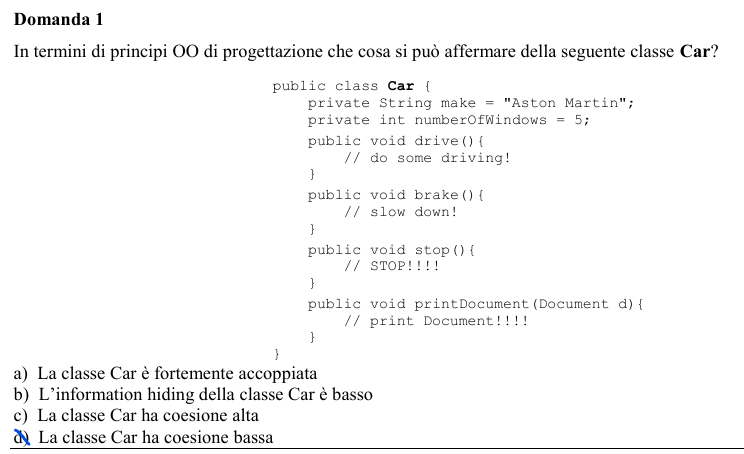 Domanda 1
In termini di principi OO di progettazione che cosa si può affermare della seguente classe Car?
public class Car {
private String make = "Aston Martin";
private int numberOfWindows = 5;
public void drive(){
// do some driving!
}
public void brake(){
// slow down!
}
public void stop(){
// STOP!!!!
}
public void printDocument(Document d){
// print Document!!!!
}
}
a) La classe Car è fortemente accoppiata
b) L'information hiding della classe Car è basso
c) La classe Car ha coesione alta
d) La classe Car ha coesione bassa